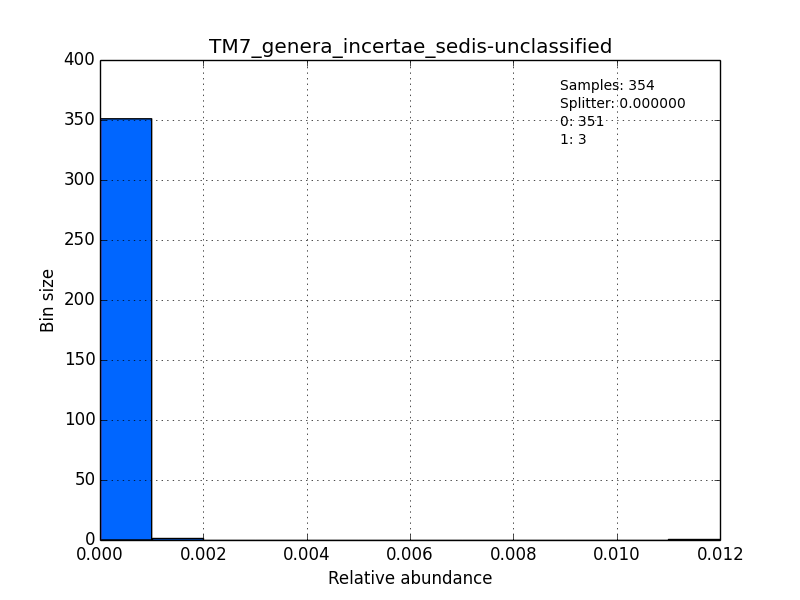 TM7_genera_incertae_sedis-unclassified
Samples: 354
Splitter: 0.000000
0: 351
1: 3
400
350
300
250
200
150
100
50
0
Bin size
0.000 0.002 0.004 0.006 0.008 0.010 0.012
Relative abundance